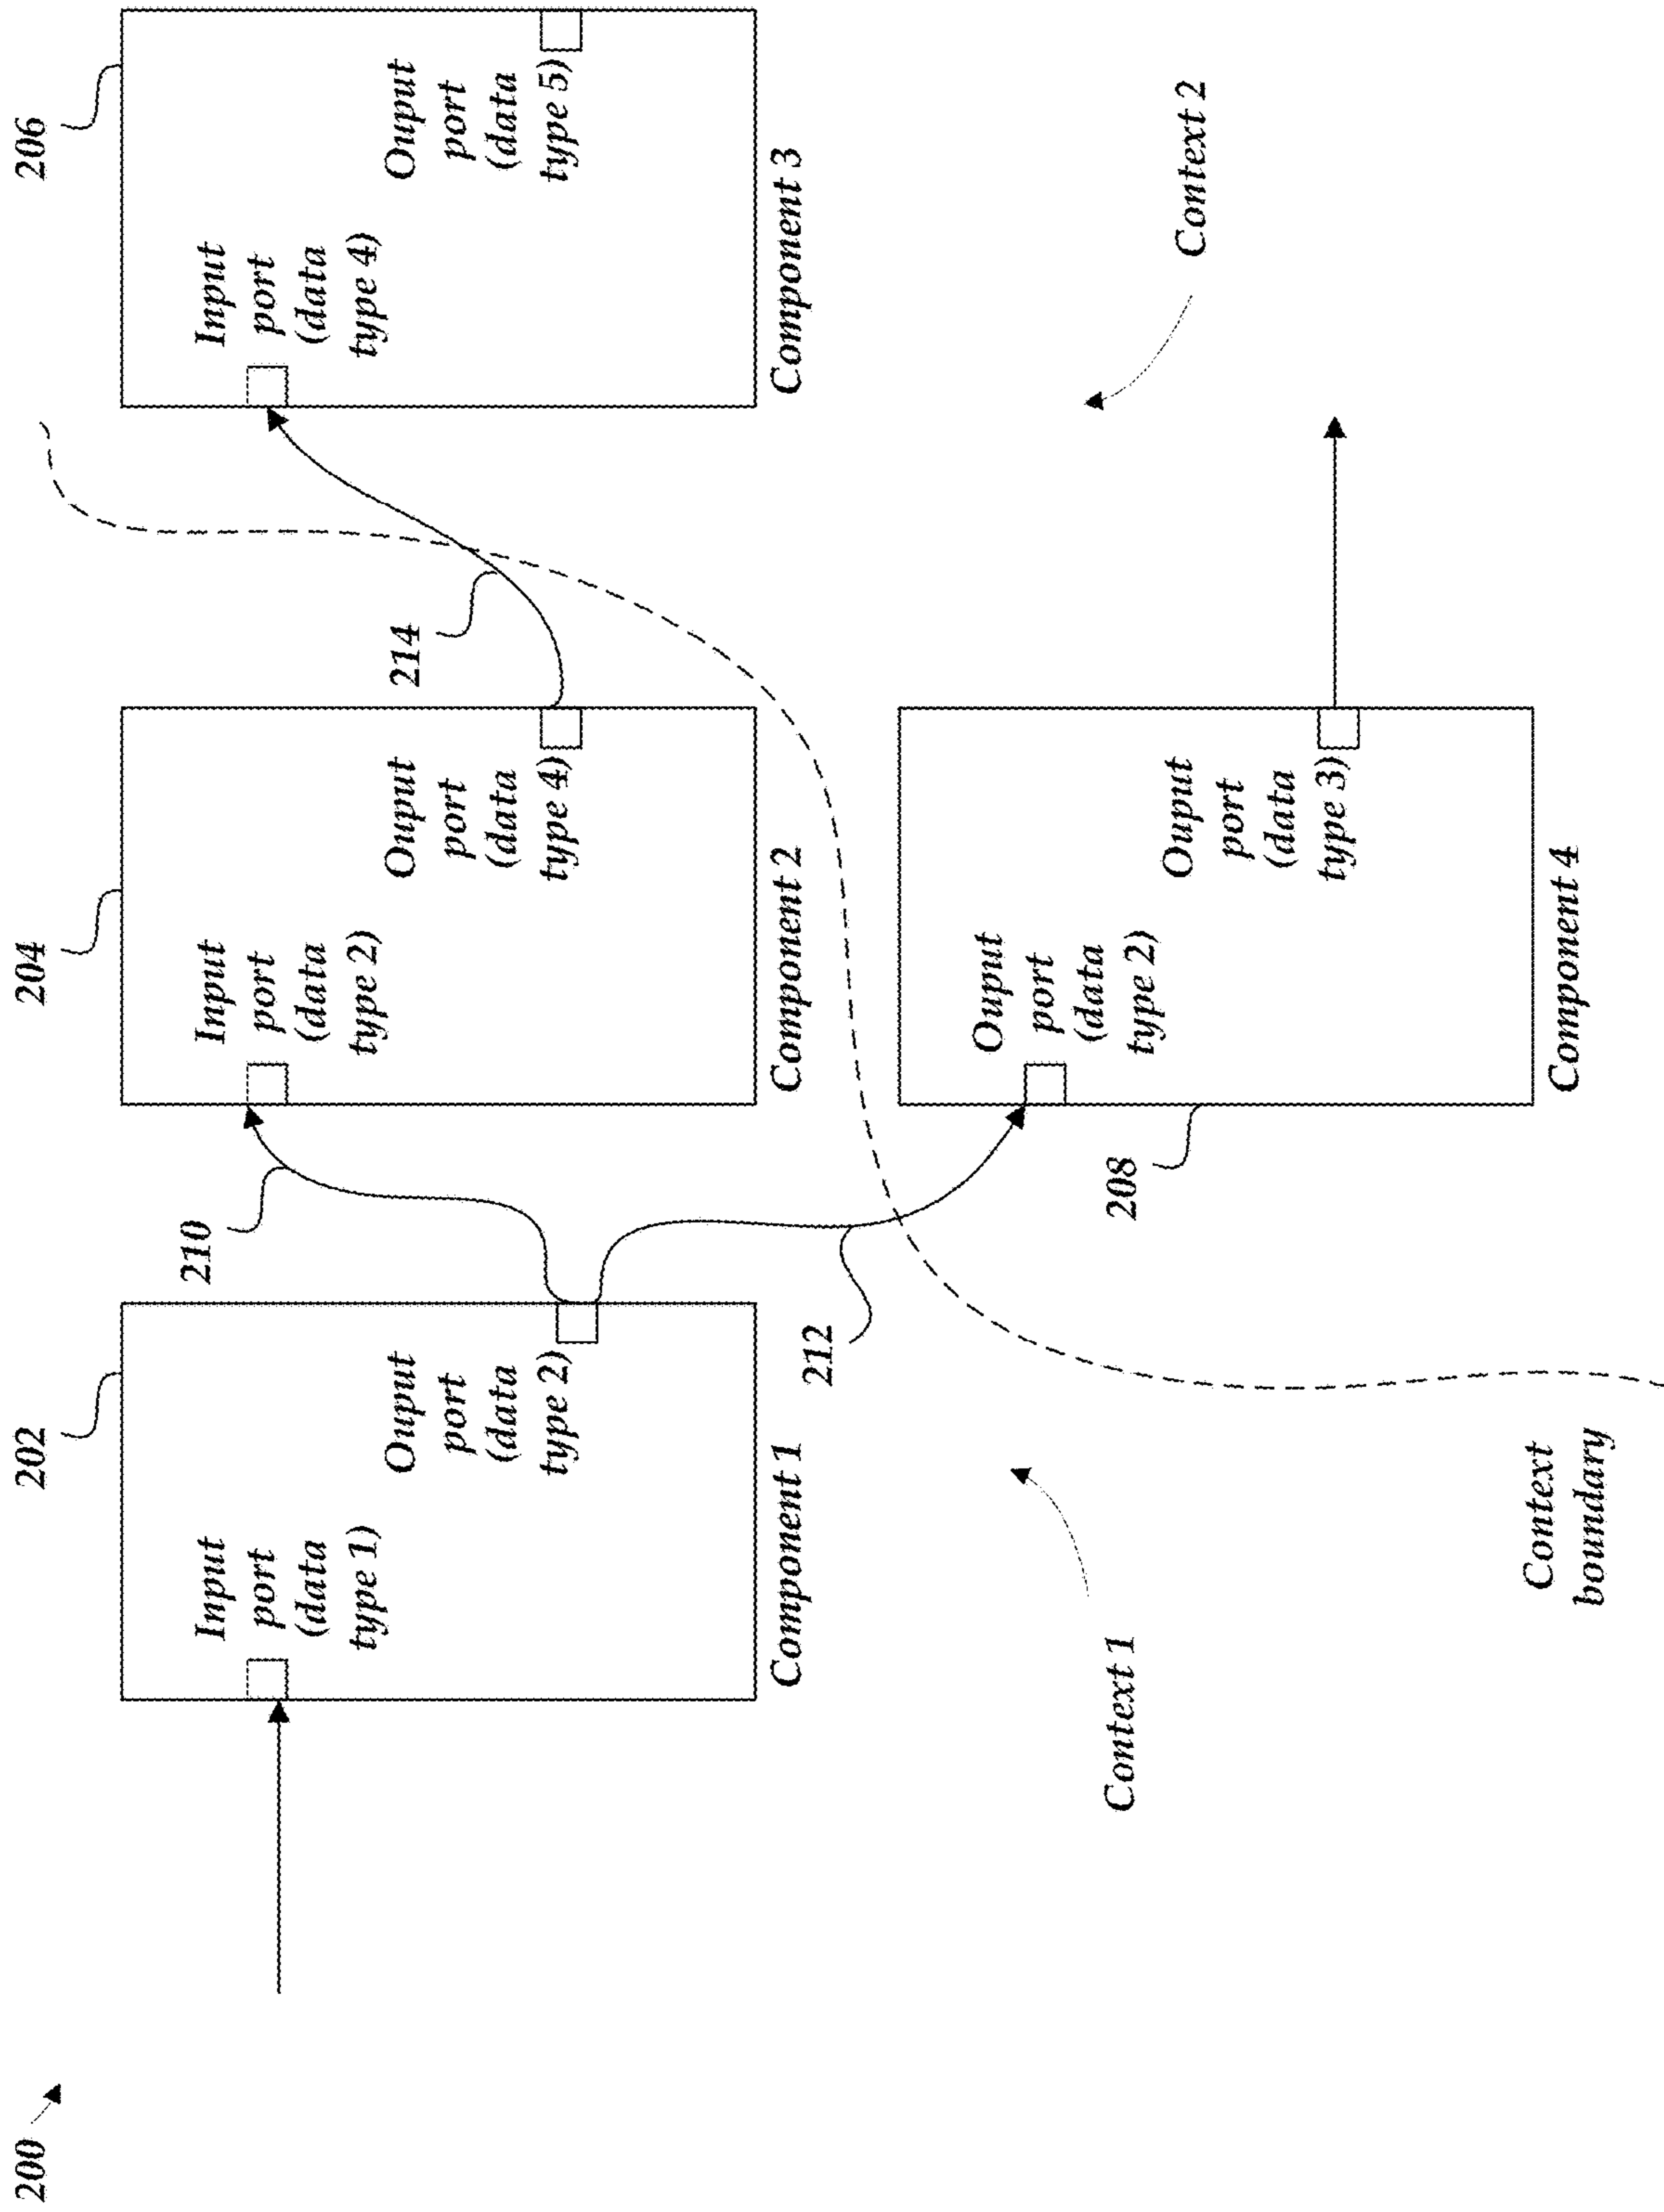 200
202
204
206
Input
port
(data
type 1)
Ouput
port
(data
type 2)
Component 1
210
Input
port
(data
type 2)
Ouput
port
(data
type 4)
Component 2
214
Input
port
(data
type 4)
Ouput
port
(data
type 5)
Component 3
212
208
Ouput
port
(data
type 2)
Ouput
port
(data
type 3)
Component 4
Context 1
Context 2
Context
boundary